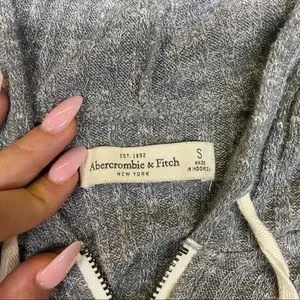 EST. 1892
Abercrombie & Fitch
NEW YORK
S
MADE
IN INDONESIA